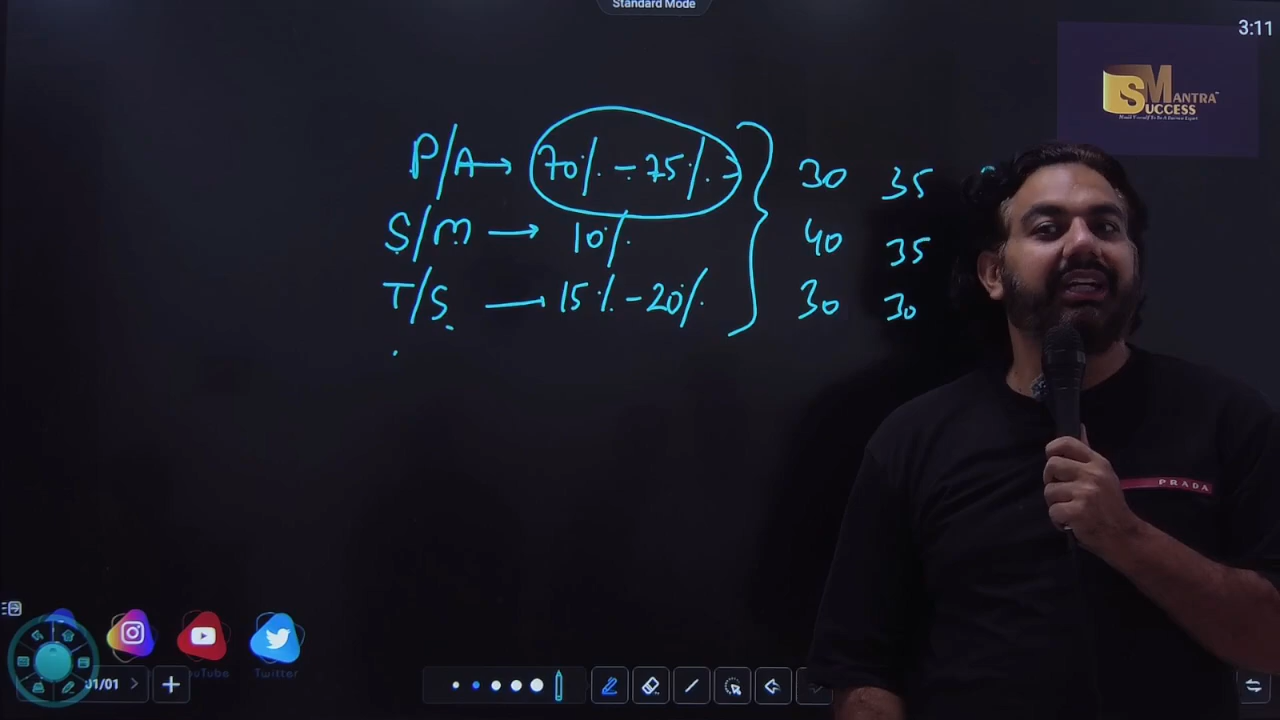 Standard Mode
3:11
MANTRA
SUCCESS
P/A → 70% - 75% } 30 35
S/M → 10% 40 35
T/S — 15% - 20% 30 30
PRADA
Twitter
01/01